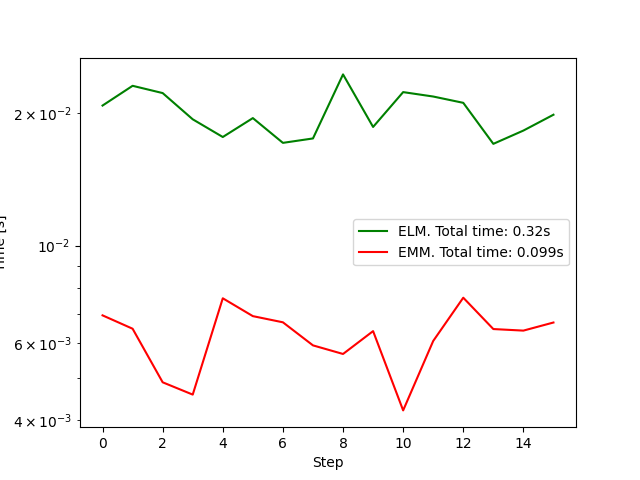 2 × 10⁻²
10⁻²
6 × 10⁻³
4 × 10⁻³
ELM. Total time: 0.32s
EMM. Total time: 0.099s
0 2 4 6 8 10 12 14
Step